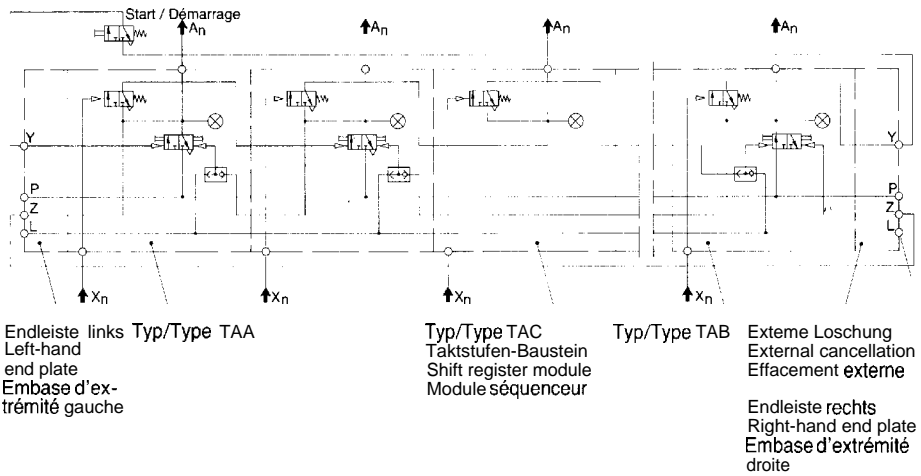 Start / Démarrage
An
An
An
An
Y
Y
P
Z
L
P
Z
L
Xn
Xn
Xn
Xn
Endleiste links
Left-hand
end plate
Embase d'ex-
trémité gauche
Typ/Type TAA
Typ/Type TAC
Taktstufen-Baustein
Shift register module
Module séquenceur
Typ/Type TAB
Exteme Loschung
External cancellation
Effacement externe
Endleiste rechts
Right-hand end plate
Embase d'extrémité
droite